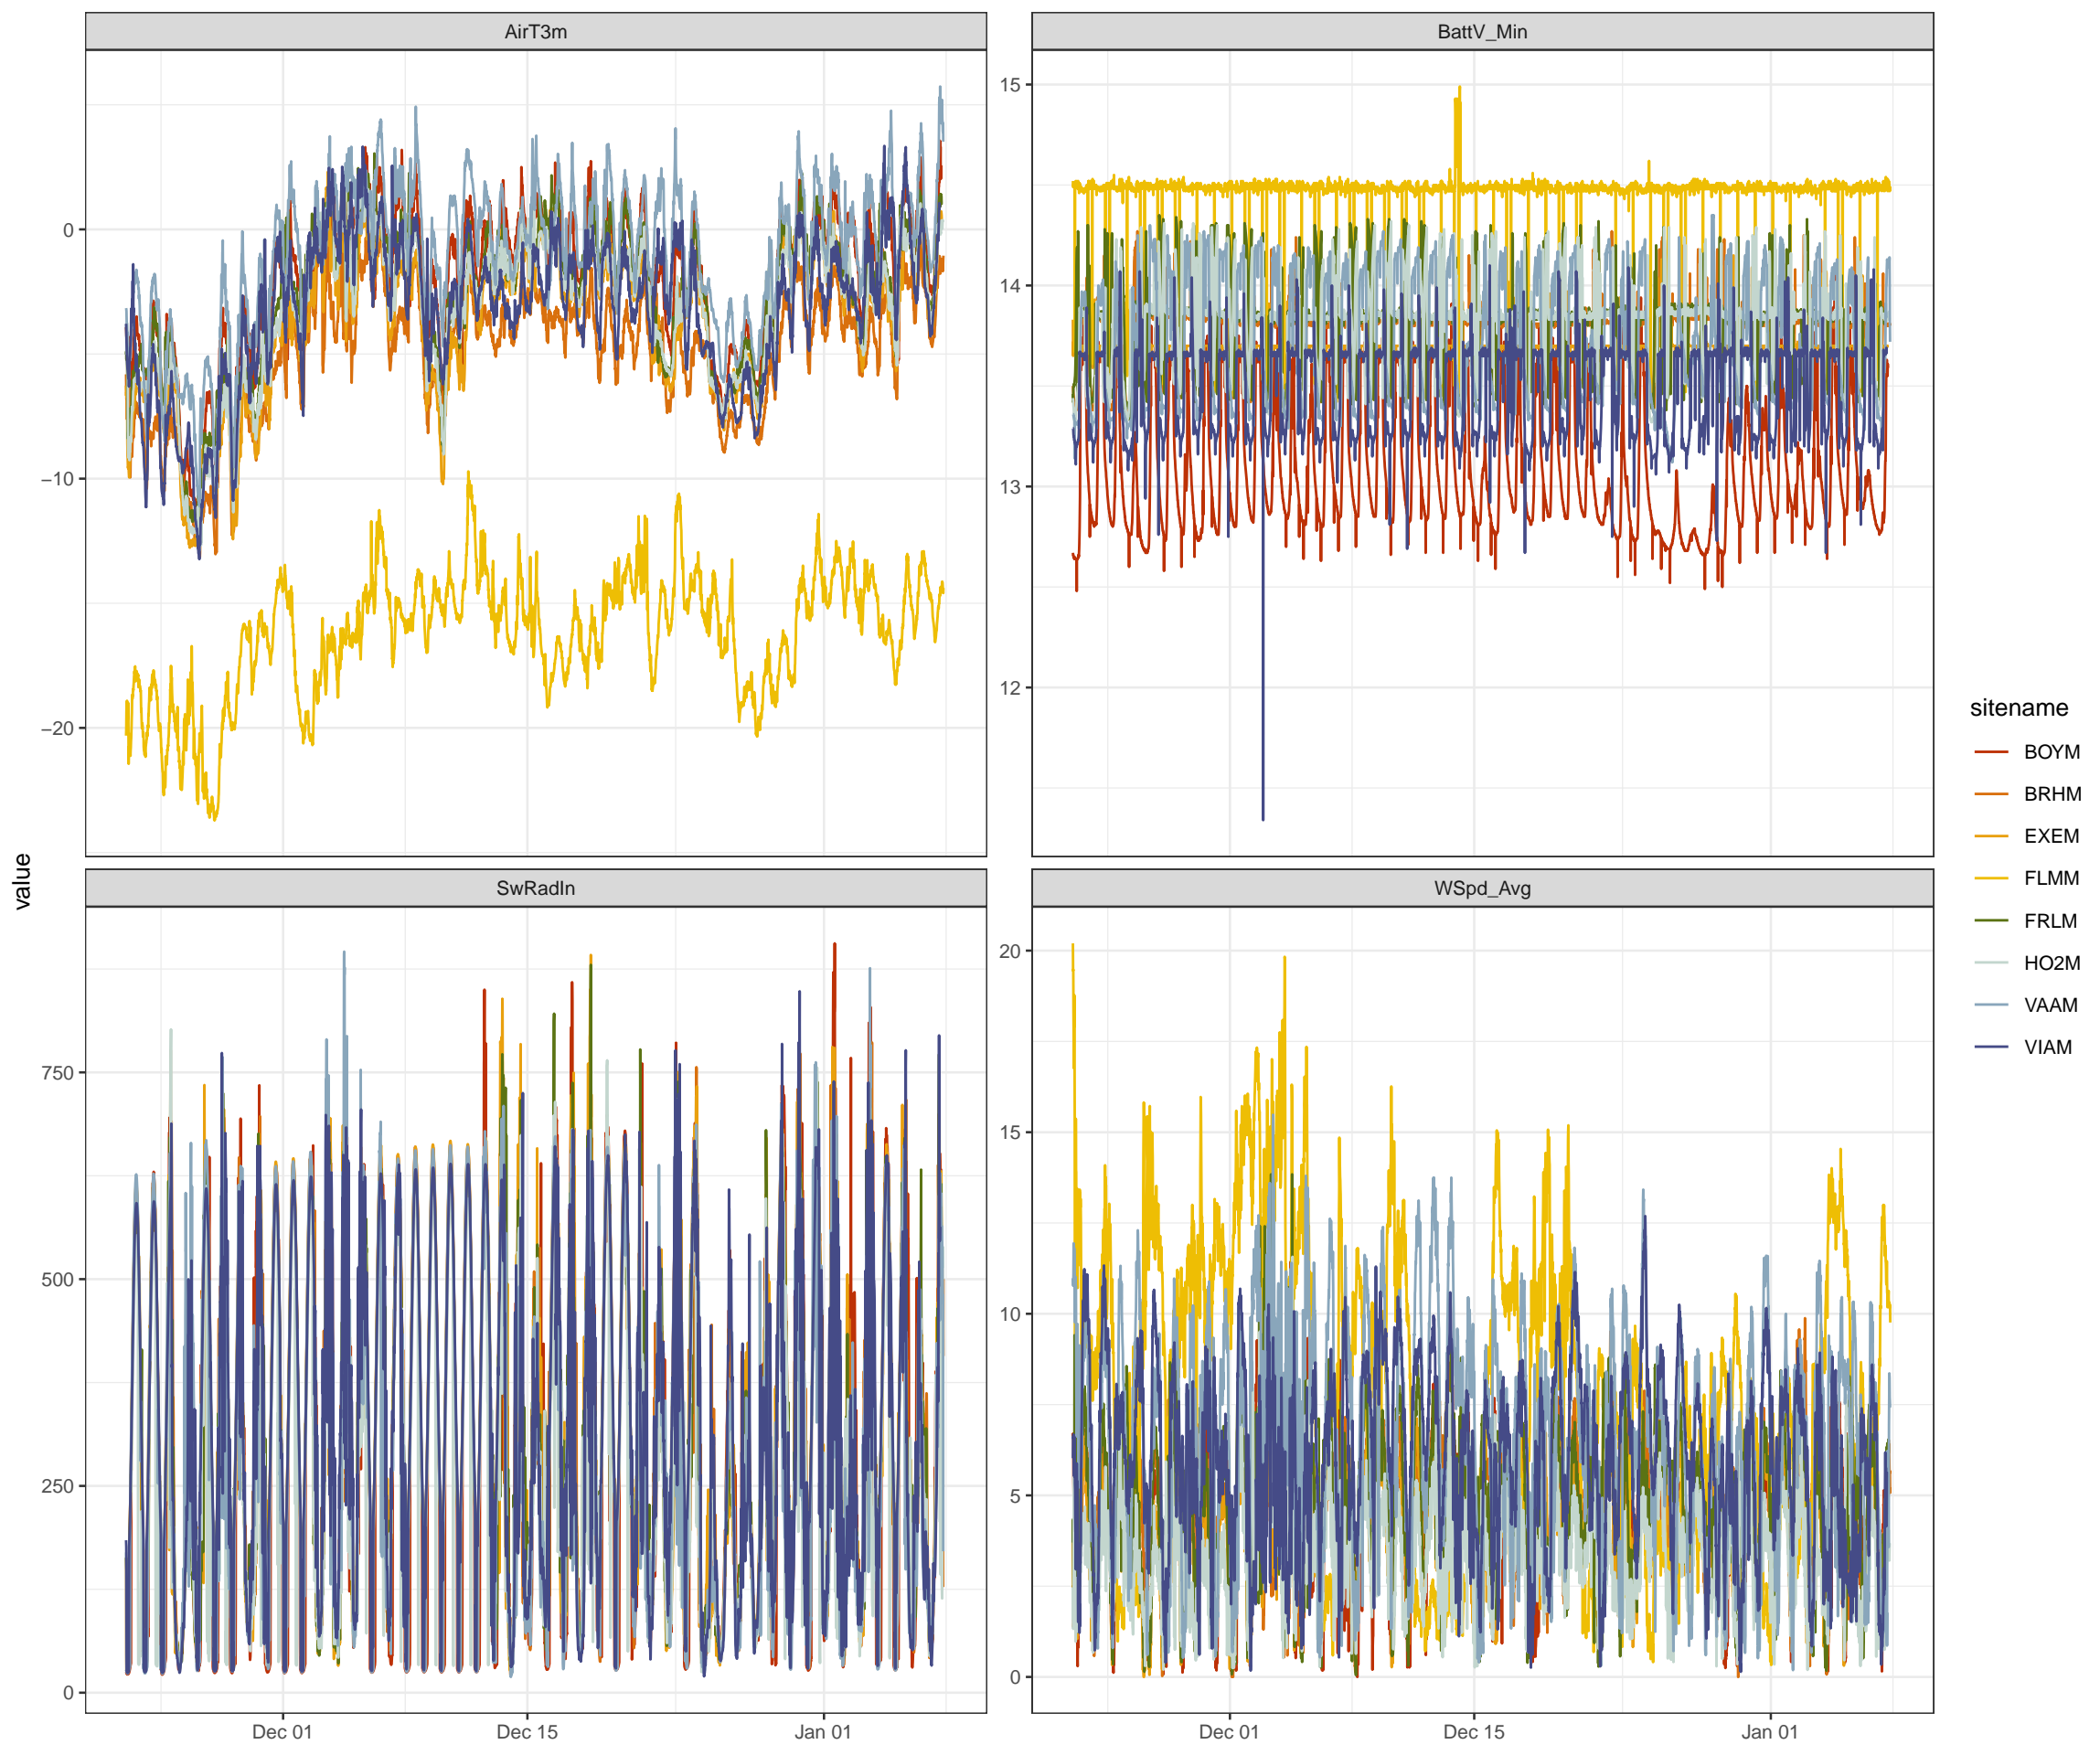 AirT3m
BattV_Min
0
−10
−20
15
14
13
12
value
SwRadIn
WSpd_Avg
750
500
250
0
20
15
10
5
0
Dec 01
Dec 15
Jan 01
Dec 01
Dec 15
Jan 01
sitename
BOYM
BRHM
EXEM
FLMM
FRLM
HO2M
VAAM
VIAM